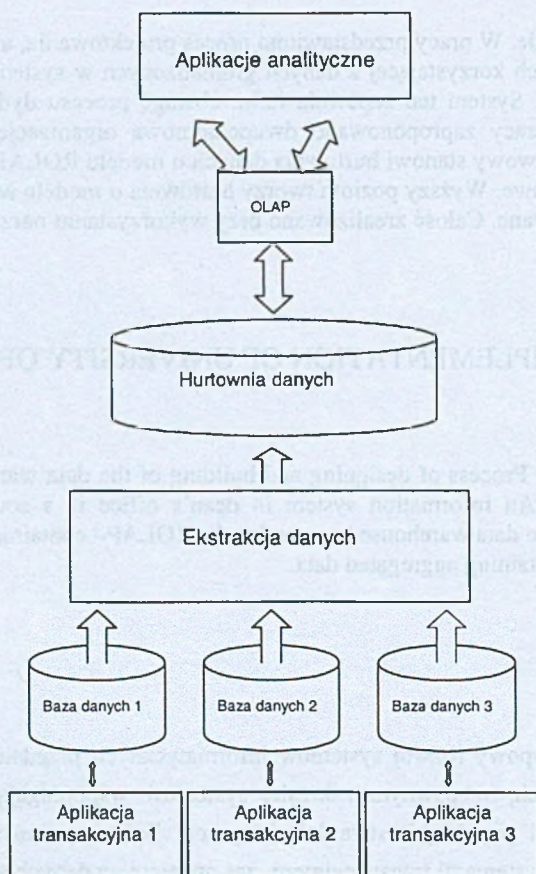 Aplikacje analityczne
OLAP
Hurtownia danych
Ekstrakcja danych
Baza danych 1
Baza danych 2
Baza danych 3
Aplikacja
transakcyjna 1
Aplikacja
transakcyjna 2
Aplikacja
transakcyjna 3